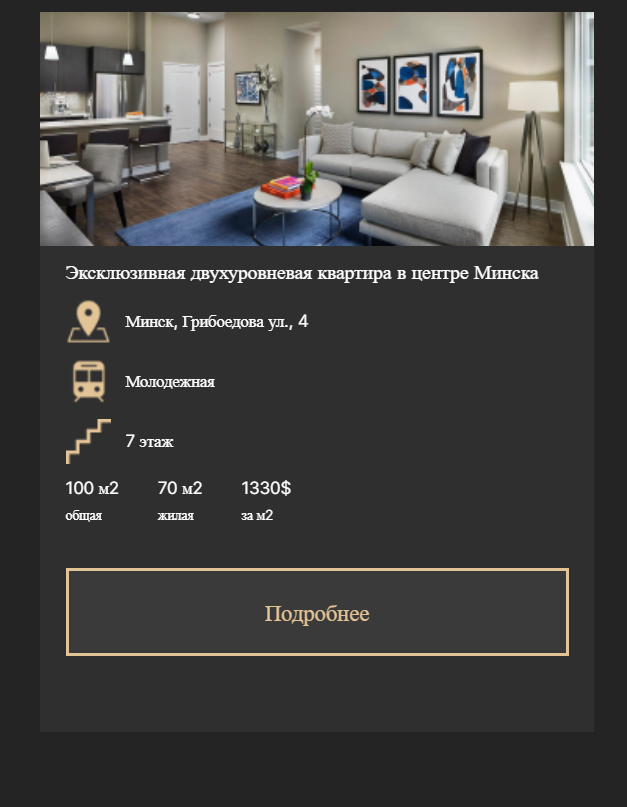 Эксклюзивная двухуровневая квартира в центре Минска
Минск, Грибоедова ул., 4
Молодежная
7 этаж
100 м2 70 м2 1330$
общая жилая за м2
Подробнее